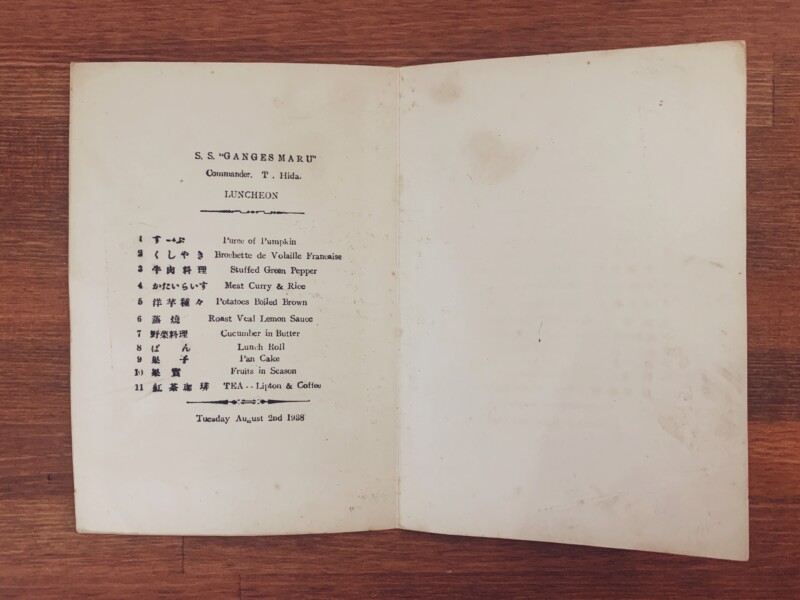 S. S. "GANGES MARU"
Commander. T. Hida.
LUNCHEON
1 すーぷ Puree of Pumpkin
2 くしやき Brochette de Volaille Francaise
3 牛肉料理 Stuffed Green Pepper
4 かたいらいす Meat Curry & Rice
5 洋芋種々 Potatoes Boiled Brown
6 蒸焼 Roast Veal Lemon Sauce
7 野菜料理 Cucumber in Butter
8 ぱん Lunch Roll
9 菓子 Pan Cake
10 果實 Fruits in Season
11 紅茶珈琲 TEA -- Lipton & Coffee
Tuesday August 2nd 1938